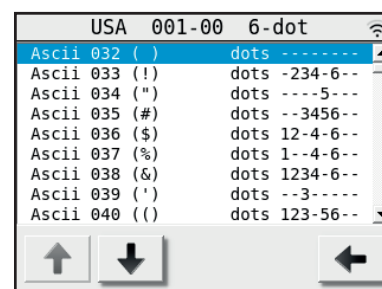 USA 001-00 6-dot
Ascii 032 ( ) dots --------
Ascii 033 (!) dots -234-6--
Ascii 034 (") dots ----5---
Ascii 035 (#) dots --3456--
Ascii 036 ($) dots 12-4-6--
Ascii 037 (%) dots 1--4-6--
Ascii 038 (&) dots 1234-6--
Ascii 039 (') dots --3-----
Ascii 040 (() dots 123-56--